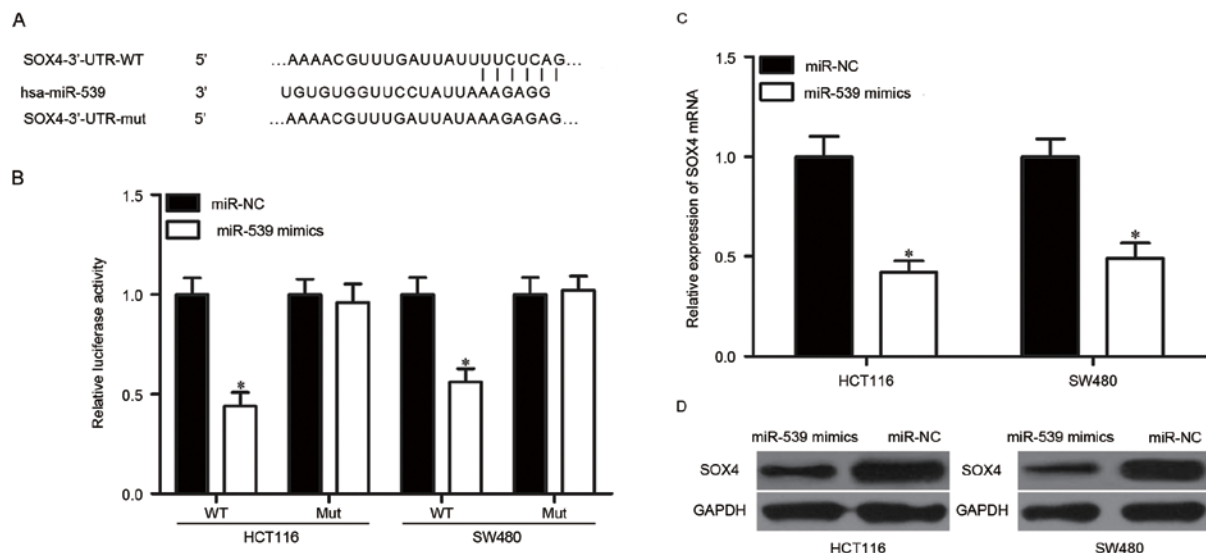 A
SOX4-3'-UTR-WT 5' ...AAAACGUUUGAUUAUUUUCUCAG...
hsa-miR-539 3' UGUGUGGUUCCUAUUAAAGAGG
SOX4-3'-UTR-mut 5' ...AAAACGUUUGAUUAUAAAGAGAG...
B
Relative luciferase activity
1.5
1.0
0.5
0.0
miR-NC
miR-539 mimics
*
*
WT Mut WT Mut
HCT116 SW480
C
Relative expression of SOX4 mRNA
1.5
1.0
0.5
0.0
miR-NC
miR-539 mimics
*
*
HCT116 SW480
D
miR-539 mimics miR-NC miR-539 mimics miR-NC
SOX4 SOX4
GAPDH GAPDH
HCT116 SW480